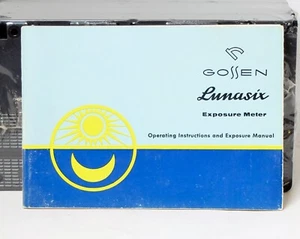 GOSSEN
Lunasix
Exposure Meter
Operating Instructions and Exposure Manual